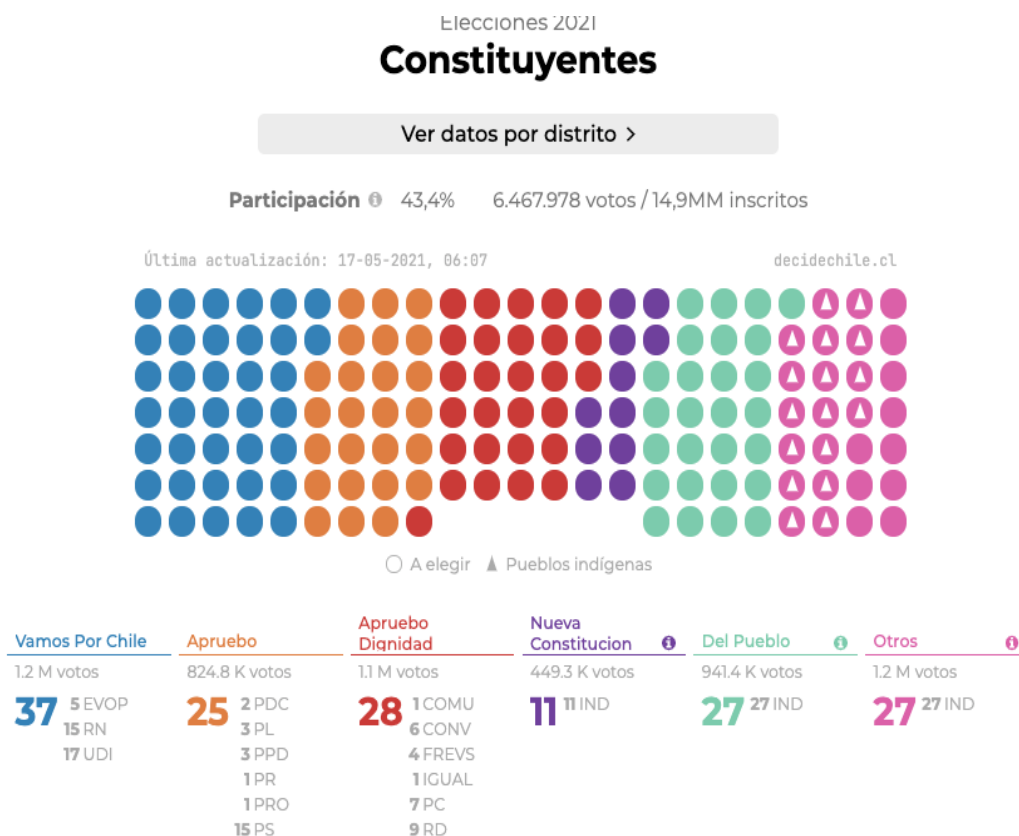 Elecciones 2021
Constituyentes
Ver datos por distrito >
Participación 43,4% 6.467.978 votos / 14,9MM inscritos
Última actualización: 17-05-2021, 06:07 decidechile.cl
A elegir Pueblos indígenas
Vamos Por Chile
1.2 M votos
37
5 EVOP
15 RN
17 UDI
Apruebo
824.8 K votos
25
2 PDC
3 PL
3 PPD
1 PR
1 PRO
15 PS
Apruebo
Dignidad
1.1 M votos
28
1 COMU
6 CONV
4 FREVS
1 IGUAL
7 PC
9 RD
Nueva
Constitucion
449.3 K votos
11
11 IND
Del Pueblo
941.4 K votos
27
27 IND
Otros
1.2 M votos
27
27 IND